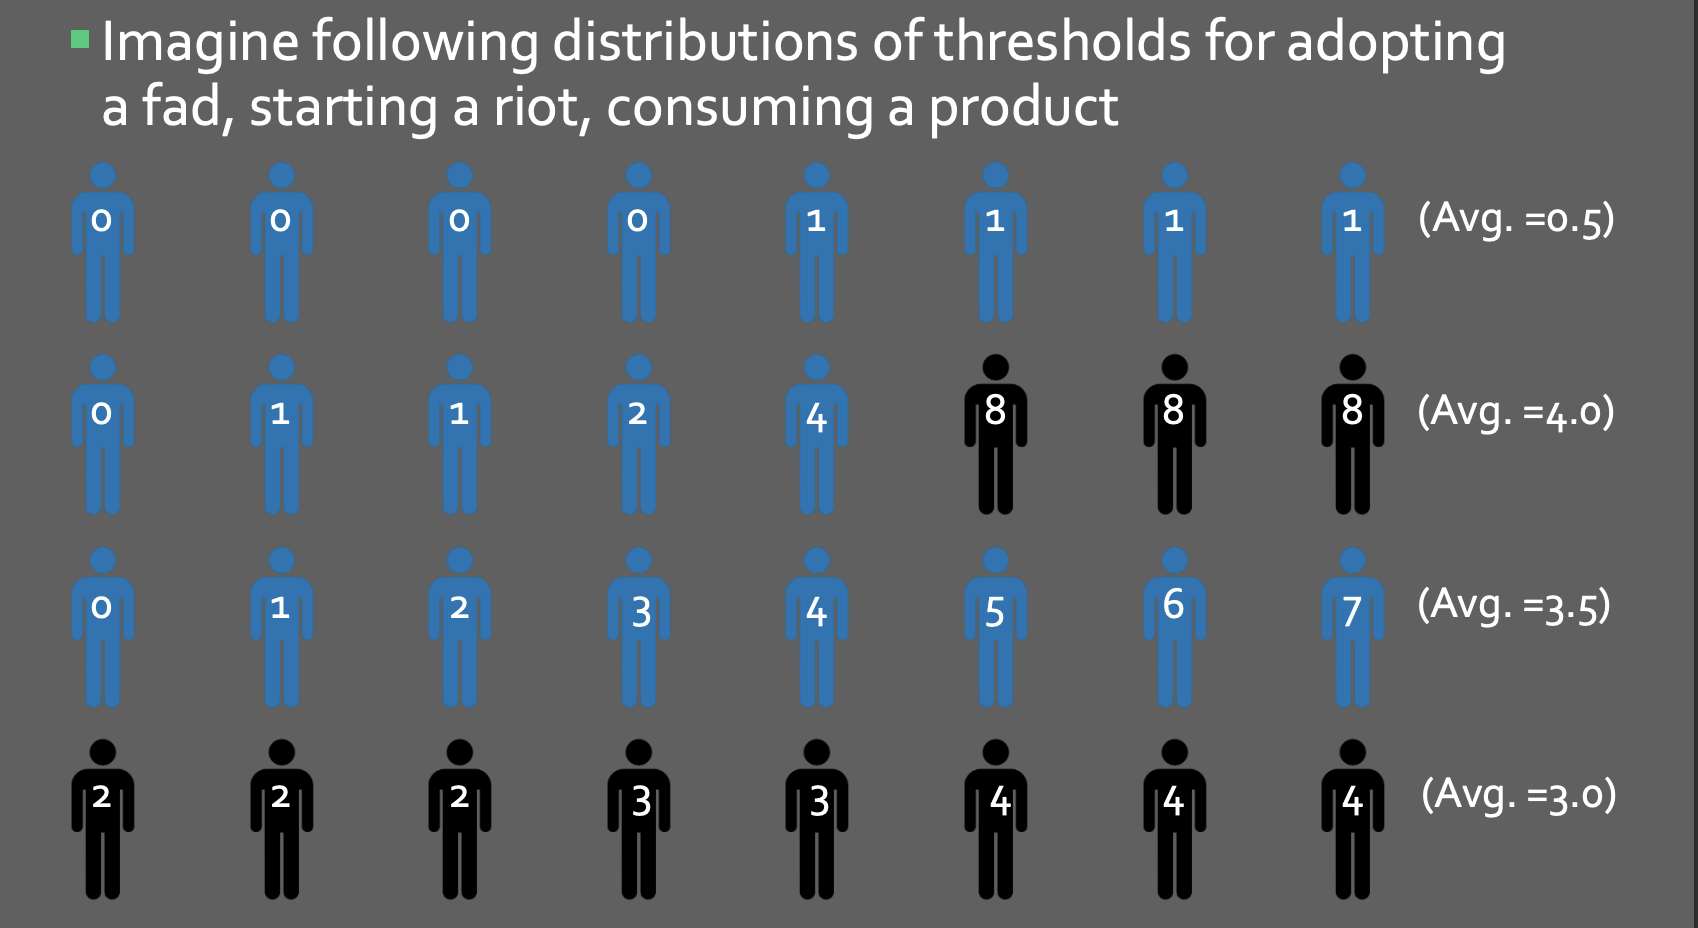 Imagine following distributions of thresholds for adopting
a fad, starting a riot, consuming a product
0 0 0 0 1 1 1 1 (Avg. =0.5)
0 1 1 2 4 8 8 8 (Avg. =4.0)
0 1 2 3 4 5 6 7 (Avg. =3.5)
2 2 2 3 3 4 4 4 (Avg. =3.0)